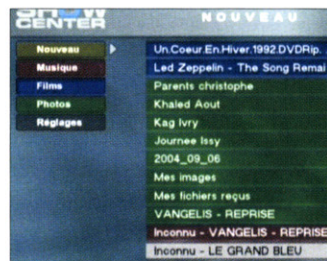 SHOW
CENTER
NOUVEAU
Nouveau
Musique
Films
Photos
Réglages
Un.Coeur.En.Hiver.1992.DVDRip.
Led Zeppelin - The Song Remai
Parents christophe
Khaled Aout
Kag Ivry
Journee Issy
2004_09_06
Mes images
Mes fichiers reçus
VANGELIS - REPRISE
Inconnu - VANGELIS - REPRISE
Inconnu - LE GRAND BLEU